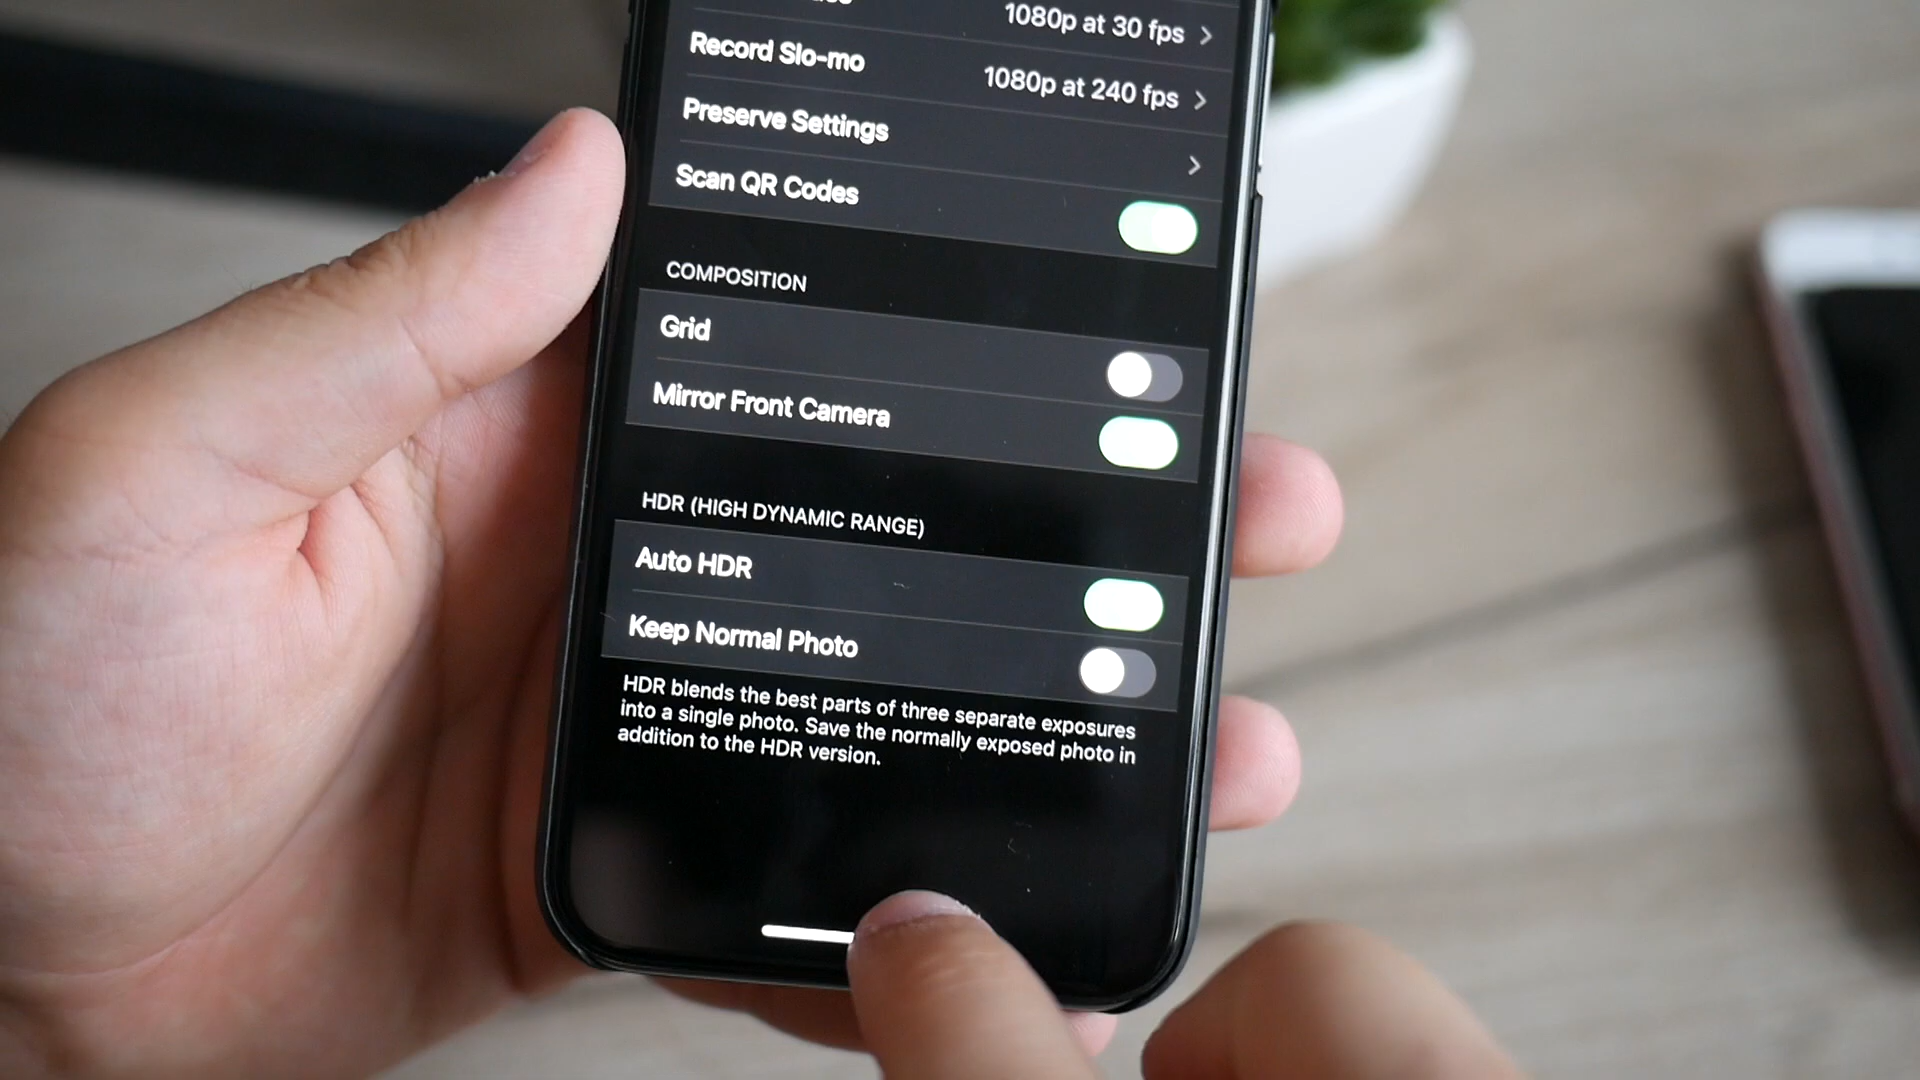 1080p at 30 fps
Record Slo-mo
1080p at 240 fps
Preserve Settings
Scan QR Codes
COMPOSITION
Grid
Mirror Front Camera
HDR (HIGH DYNAMIC RANGE)
Auto HDR
Keep Normal Photo
HDR blends the best parts of three separate exposures
into a single photo. Save the normally exposed photo in
addition to the HDR version.